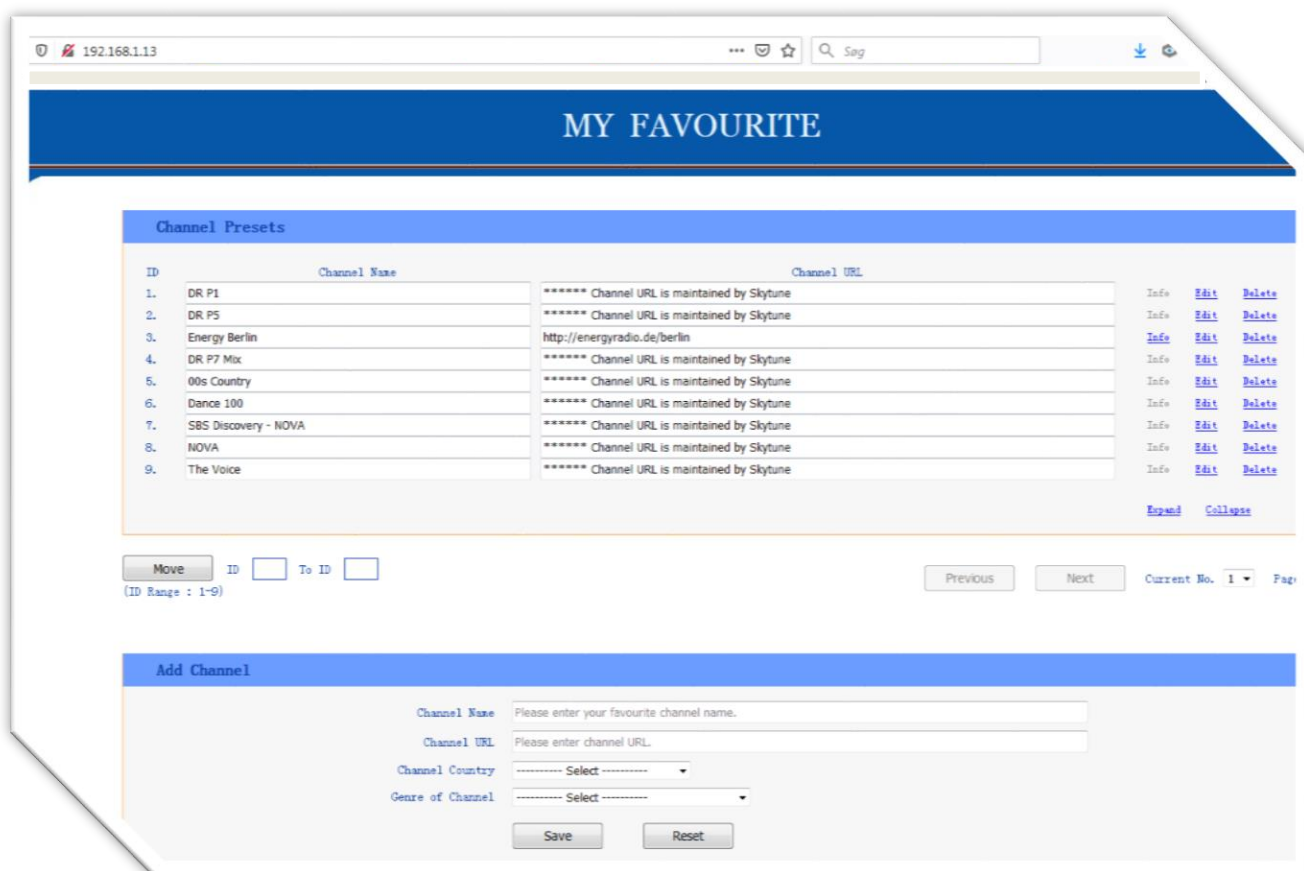 192.168.1.13 ••• Søg
MY FAVOURITE
Channel Presets
ID Channel Name Channel URL
1. DR P1 ****** Channel URL is maintained by Skytune Info Edit Delete
2. DR P5 ****** Channel URL is maintained by Skytune Info Edit Delete
3. Energy Berlin http://energyradio.de/berlin Info Edit Delete
4. DR P7 Mix ****** Channel URL is maintained by Skytune Info Edit Delete
5. 00s Country ****** Channel URL is maintained by Skytune Info Edit Delete
6. Dance 100 ****** Channel URL is maintained by Skytune Info Edit Delete
7. SBS Discovery - NOVA ****** Channel URL is maintained by Skytune Info Edit Delete
8. NOVA ****** Channel URL is maintained by Skytune Info Edit Delete
9. The Voice ****** Channel URL is maintained by Skytune Info Edit Delete
Expand Collapse
Move ID To ID Previous Next Current No. 1
(ID Range : 1-9)
Add Channel
Channel Name Please enter your favourite channel name.
Channel URL Please enter channel URL.
Channel Country ---------- Select ----------
Genre of Channel ---------- Select ----------
Save Reset